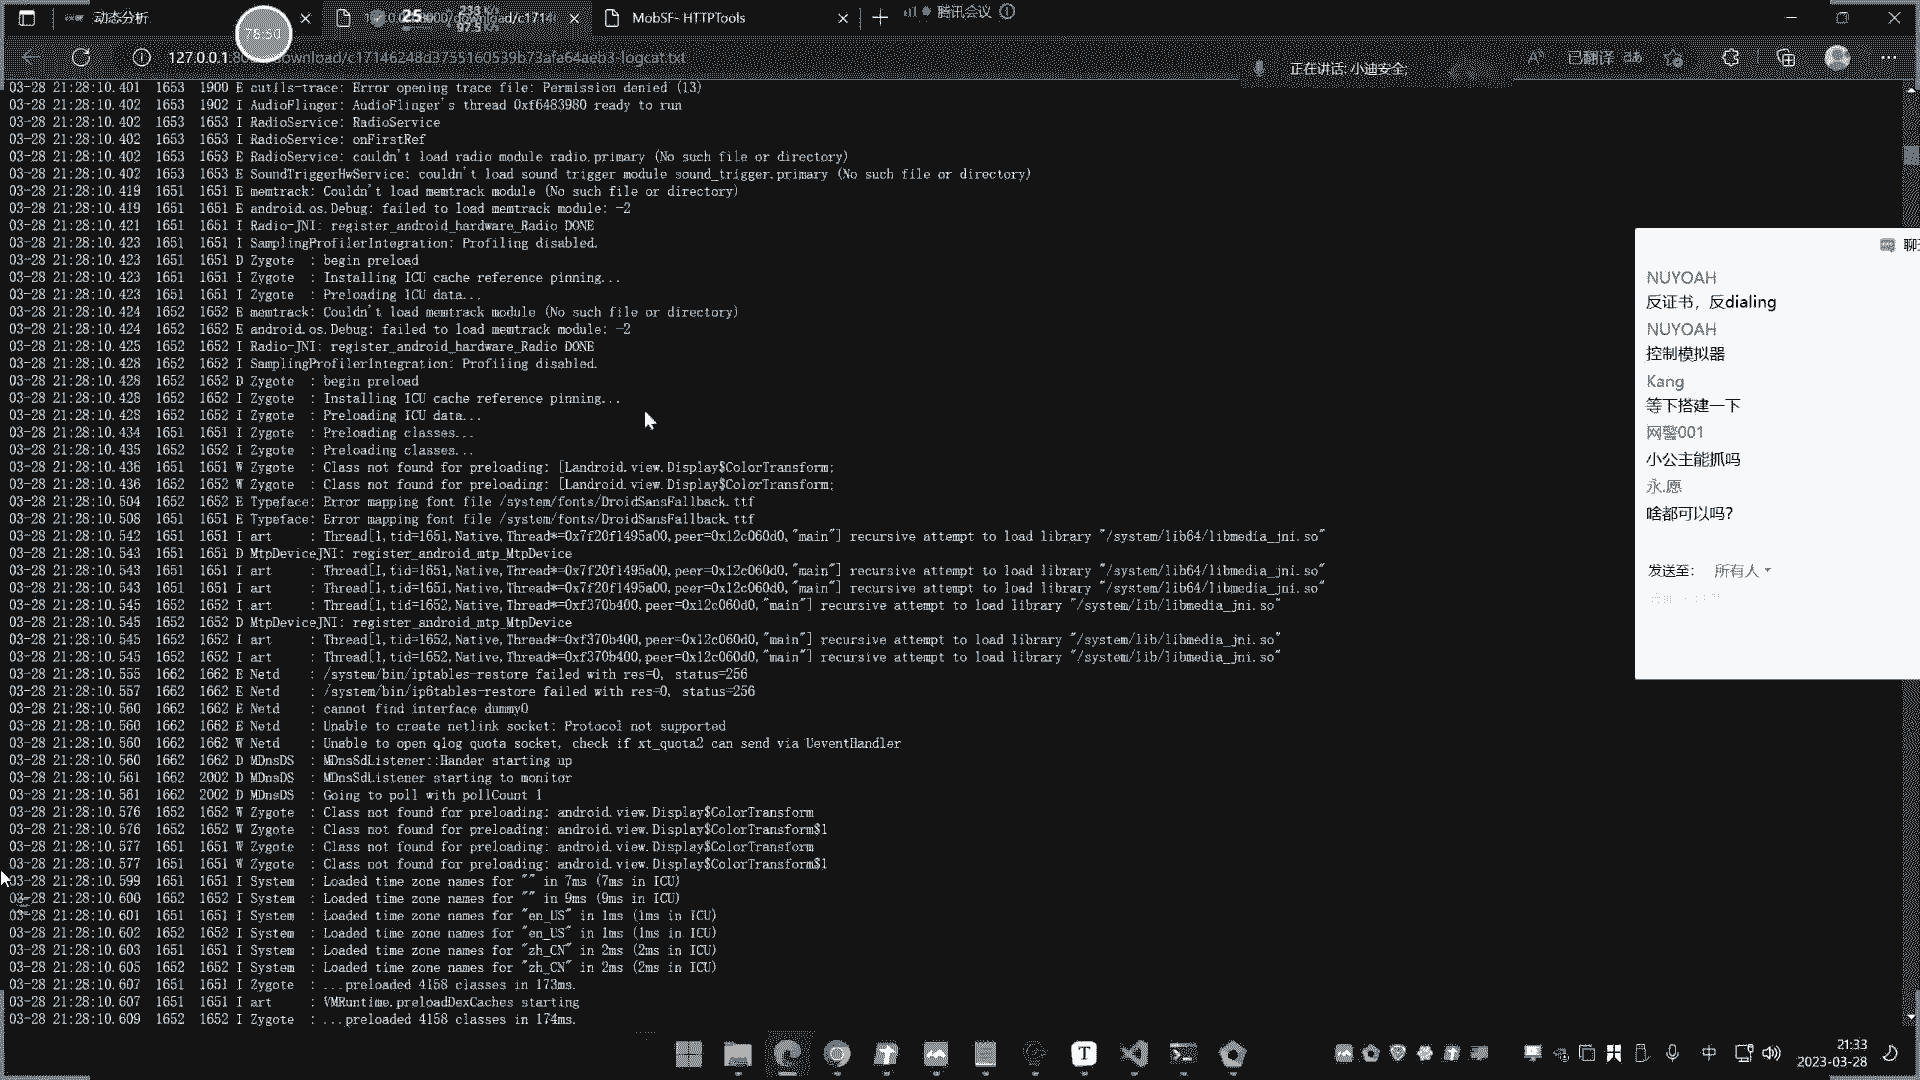 动态分析
download/c1714
MobSF- HTTPTools
腾讯会议
78:50
127.0.0.1:
wnload/c17146248d3755160539b73afa64aeb3-logcat.txt
已翻译
正在讲话: 小迪安全;
03-28 21:28:10.401 1653 1900 E cutils-trace: Error opening trace file: Permission denied (13)
03-28 21:28:10.402 1653 1902 I AudioFlinger: AudioFlinger's thread 0xf6483980 ready to run
03-28 21:28:10.402 1653 1653 I RadioService: RadioService
03-28 21:28:10.402 1653 1653 I RadioService: onFirstRef
03-28 21:28:10.402 1653 1653 E RadioService: couldn't load radio module radio.primary (No such file or directory)
03-28 21:28:10.402 1653 1653 E SoundTriggerHwService: couldn't load sound trigger module sound_trigger.primary (No such file or directory)
03-28 21:28:10.419 1651 1651 E memtrack: Couldn't load memtrack module (No such file or directory)
03-28 21:28:10.419 1651 1651 E android.os.Debug: failed to load memtrack module: -2
03-28 21:28:10.421 1651 1651 I Radio-JNI: register_android_hardware_Radio DONE
03-28 21:28:10.423 1651 1651 I SamplingProfilerIntegration: Profiling disabled.
03-28 21:28:10.423 1651 1651 D Zygote : begin preload
03-28 21:28:10.423 1651 1651 I Zygote : Installing ICU cache reference pinning...
03-28 21:28:10.423 1651 1651 I Zygote : Preloading ICU data...
03-28 21:28:10.424 1652 1652 E memtrack: Couldn't load memtrack module (No such file or directory)
03-28 21:28:10.424 1652 1652 E android.os.Debug: failed to load memtrack module: -2
03-28 21:28:10.425 1652 1652 I Radio-JNI: register_android_hardware_Radio DONE
03-28 21:28:10.428 1652 1652 I SamplingProfilerIntegration: Profiling disabled.
03-28 21:28:10.428 1652 1652 D Zygote : begin preload
03-28 21:28:10.428 1652 1652 I Zygote : Installing ICU cache reference pinning...
03-28 21:28:10.428 1652 1652 I Zygote : Preloading ICU data...
03-28 21:28:10.434 1651 1651 I Zygote : Preloading classes...
03-28 21:28:10.435 1652 1652 I Zygote : Preloading classes...
03-28 21:28:10.436 1651 1651 W Zygote : Class not found for preloading: [Landroid.view.Display$ColorTransform;
03-28 21:28:10.436 1652 1652 W Zygote : Class not found for preloading: [Landroid.view.Display$ColorTransform;
03-28 21:28:10.504 1652 1652 E Typeface: Error mapping font file /system/fonts/DroidSansFallback.ttf
03-28 21:28:10.508 1651 1651 E Typeface: Error mapping font file /system/fonts/DroidSansFallback.ttf
03-28 21:28:10.542 1651 1651 I art : Thread[1,tid=1651,Native,Thread*=0x7f20f1495a00,peer=0x12c060d0,"main"] recursive attempt to load library "/system/lib64/libmedia_jni.so"
03-28 21:28:10.543 1651 1651 D MtpDeviceJNI: register_android_mtp_MtpDevice
03-28 21:28:10.543 1651 1651 I art : Thread[1,tid=1651,Native,Thread*=0x7f20f1495a00,peer=0x12c060d0,"main"] recursive attempt to load library "/system/lib64/libmedia_jni.so"
03-28 21:28:10.543 1651 1651 I art : Thread[1,tid=1651,Native,Thread*=0x7f20f1495a00,peer=0x12c060d0,"main"] recursive attempt to load library "/system/lib64/libmedia_jni.so"
03-28 21:28:10.545 1652 1652 I art : Thread[1,tid=1652,Native,Thread*=0xf370b400,peer=0x12c060d0,"main"] recursive attempt to load library "/system/lib/libmedia_jni.so"
03-28 21:28:10.545 1652 1652 D MtpDeviceJNI: register_android_mtp_MtpDevice
03-28 21:28:10.545 1652 1652 I art : Thread[1,tid=1652,Native,Thread*=0xf370b400,peer=0x12c060d0,"main"] recursive attempt to load library "/system/lib/libmedia_jni.so"
03-28 21:28:10.545 1652 1652 I art : Thread[1,tid=1652,Native,Thread*=0xf370b400,peer=0x12c060d0,"main"] recursive attempt to load library "/system/lib/libmedia_jni.so"
03-28 21:28:10.555 1662 1662 E Netd : /system/bin/iptables-restore failed with res=0, status=256
03-28 21:28:10.557 1662 1662 E Netd : /system/bin/ip6tables-restore failed with res=0, status=256
03-28 21:28:10.560 1662 1662 E Netd : cannot find interface dummy0
03-28 21:28:10.560 1662 1662 E Netd : Unable to create netlink socket: Protocol not supported
03-28 21:28:10.560 1662 1662 W Netd : Unable to open qlog quota socket, check if xt_quota2 can send via UeventHandler
03-28 21:28:10.560 1662 1662 D MDnsDS : MDnsSdListener::Hander starting up
03-28 21:28:10.561 1662 2002 D MDnsDS : MDnsSdListener starting to monitor
03-28 21:28:10.561 1662 2002 D MDnsDS : Going to poll with pollCount 1
03-28 21:28:10.576 1652 1652 W Zygote : Class not found for preloading: android.view.Display$ColorTransform
03-28 21:28:10.576 1652 1652 W Zygote : Class not found for preloading: android.view.Display$ColorTransform$1
03-28 21:28:10.577 1651 1651 W Zygote : Class not found for preloading: android.view.Display$ColorTransform
03-28 21:28:10.577 1651 1651 W Zygote : Class not found for preloading: android.view.Display$ColorTransform$1
03-28 21:28:10.599 1651 1651 I System : Loaded time zone names for "" in 7ms (7ms in ICU)
03-28 21:28:10.600 1652 1652 I System : Loaded time zone names for "" in 9ms (9ms in ICU)
03-28 21:28:10.601 1651 1651 I System : Loaded time zone names for "en_US" in 1ms (1ms in ICU)
03-28 21:28:10.602 1652 1652 I System : Loaded time zone names for "en_US" in 1ms (1ms in ICU)
03-28 21:28:10.603 1651 1651 I System : Loaded time zone names for "zh_CN" in 2ms (2ms in ICU)
03-28 21:28:10.605 1652 1652 I System : Loaded time zone names for "zh_CN" in 2ms (2ms in ICU)
03-28 21:28:10.607 1651 1651 I Zygote : ...preloaded 4158 classes in 173ms.
03-28 21:28:10.607 1651 1651 I art : VMRuntime.preloadDexCaches starting
03-28 21:28:10.609 1652 1652 I Zygote : ...preloaded 4158 classes in 174ms.
NUYOAH
反证书，反dialing
NUYOAH
控制模拟器
Kang
等下搭建一下
网警001
小公主能抓吗
永.愿
啥都可以吗?
发送至: 所有人
中
21:33
2023-03-28